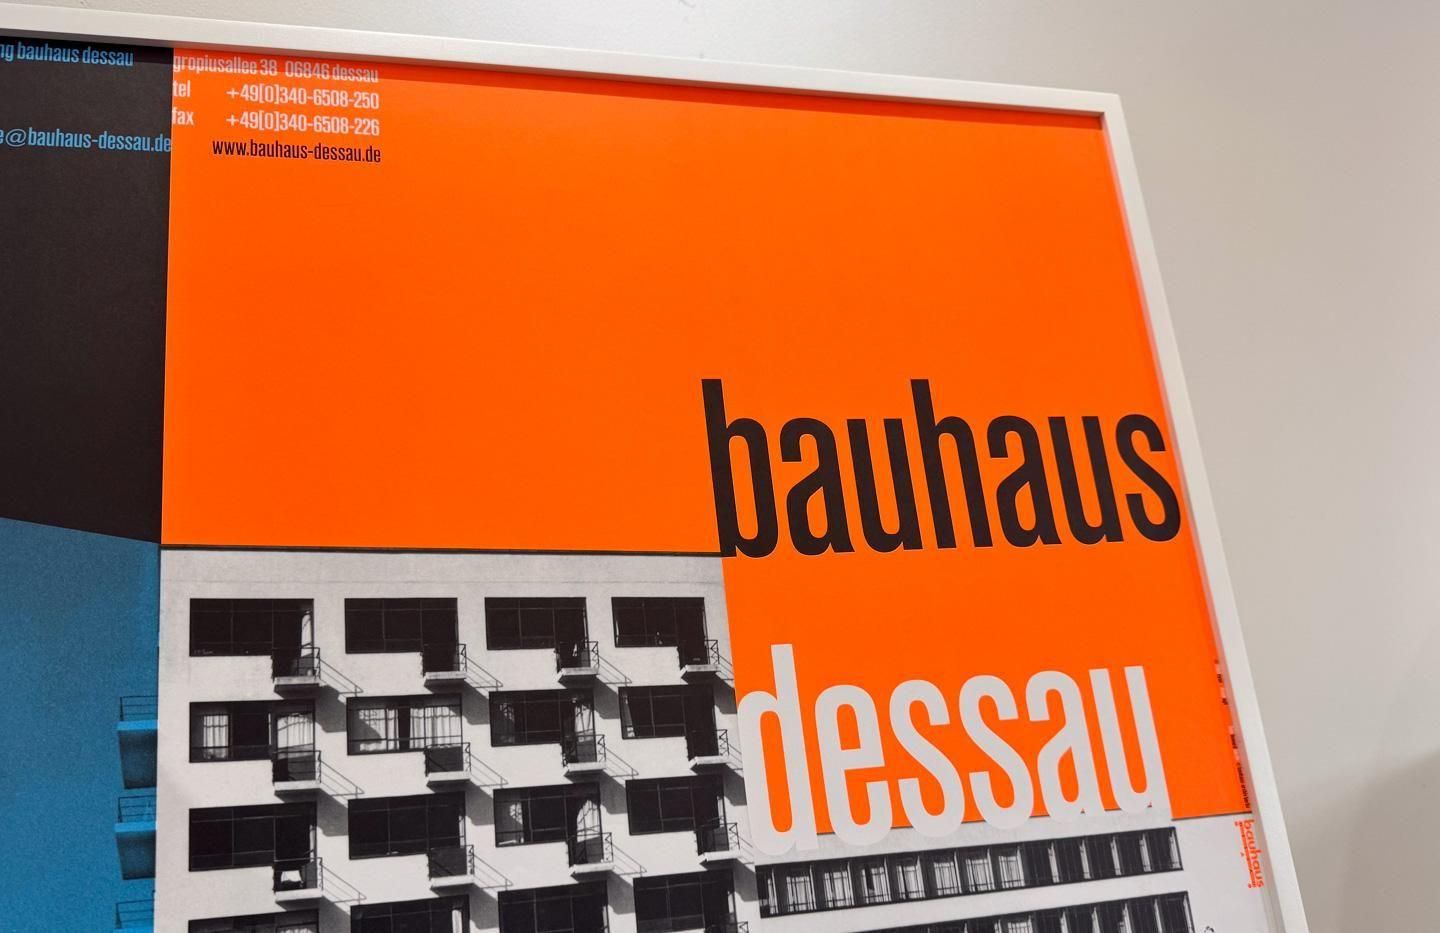 ng bauhaus dessau
e@bauhaus-dessau.de
gropiusallee 38 06846 dessau
tel +49[0]340-6508-250
fax +49[0]340-6508-226
www.bauhaus-dessau.de
bauhaus
dessau
bauhaus